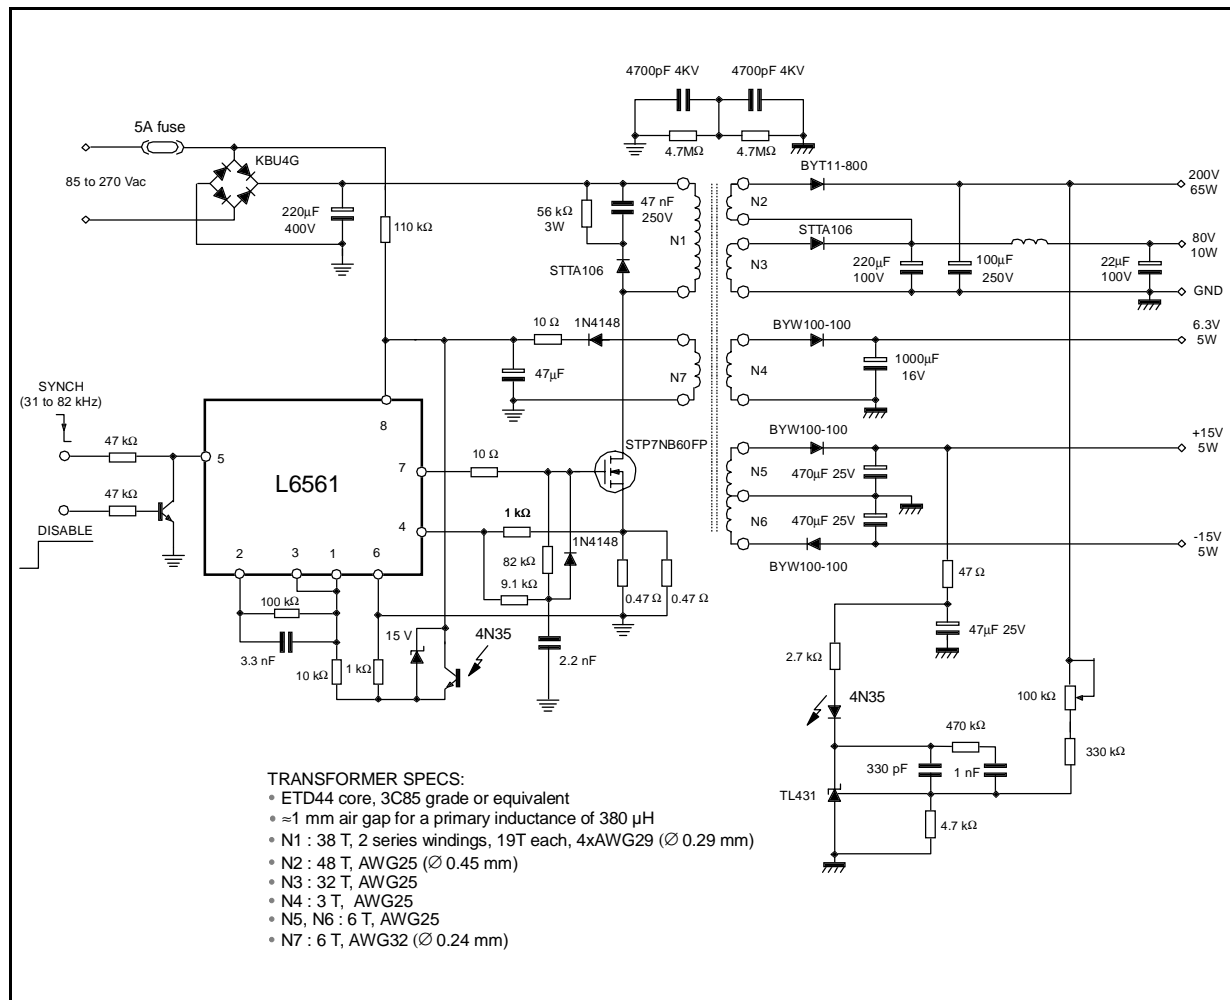 4700pF 4KV
4700pF 4KV
4.7MΩ
4.7MΩ
5A fuse
KBU4G
85 to 270 Vac
220µF
400V
110 kΩ
56 kΩ
3W
47 nF
250V
STTA106
N1
BYT11-800
N2
200V
65W
STTA106
N3
220µF
100V
100µF
250V
22µF
100V
80V
10W
GND
10 Ω
1N4148
47µF
N7
BYW100-100
N4
1000µF
16V
6.3V
5W
SYNCH
(31 to 82 kHz)
47 kΩ
47 kΩ
DISABLE
L6561
8
5
7
4
2
3
1
6
10 Ω
STP7NB60FP
1 kΩ
1N4148
82 kΩ
9.1 kΩ
0.47 Ω
0.47 Ω
BYW100-100
N5
470µF 25V
+15V
5W
N6
470µF 25V
BYW100-100
-15V
5W
100 kΩ
3.3 nF
10 kΩ
1 kΩ
15 V
4N35
2.2 nF
47 Ω
47µF 25V
2.7 kΩ
4N35
100 kΩ
470 kΩ
330 kΩ
330 pF
1 nF
TL431
4.7 kΩ
TRANSFORMER SPECS:
• ETD44 core, 3C85 grade or equivalent
• ≈1 mm air gap for a primary inductance of 380 µH
• N1 : 38 T, 2 series windings, 19T each, 4xAWG29 (∅ 0.29 mm)
• N2 : 48 T, AWG25 (∅ 0.45 mm)
• N3 : 32 T, AWG25
• N4 : 3 T, AWG25
• N5, N6 : 6 T, AWG25
• N7 : 6 T, AWG32 (∅ 0.24 mm)